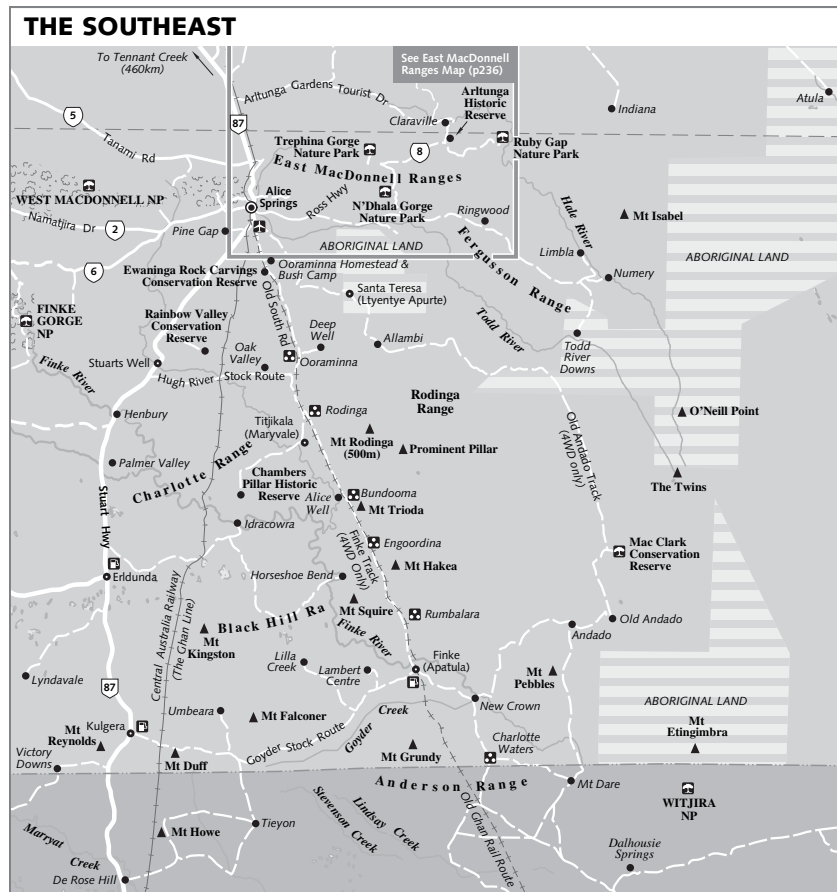 THE SOUTHEAST
To Tennant Creek
(460km)
See East MacDonnell
Ranges Map (p236)
Arltunga Gardens Tourist Dr
Arltunga
Historic
Reserve
Claraville
Indiana
Atula
5
87
Tanami Rd
Trephina Gorge
Nature Park
8
Ruby Gap
Nature Park
East MacDonnell Ranges
WEST MACDONNELL NP
Alice
Springs
Ross Hwy
N'Dhala Gorge
Nature Park
Ringwood
Hale River
Mt Isabel
Namatjira Dr
2
Pine Gap
ABORIGINAL LAND
Fergusson Range
Limbla
ABORIGINAL LAND
6
Ewaninga Rock Carvings
Conservation Reserve
Ooraminna Homestead &
Bush Camp
Numery
Santa Teresa
(Ltyentye Apurte)
FINKE
GORGE
NP
Rainbow Valley
Conservation
Reserve
Old South Rd
Deep
Well
Todd River
Allambi
Todd
River
Downs
Oak
Valley
Ooraminna
Stuarts Well
Finke River
Hugh River
Stock Route
Rodinga
Range
Henbury
Rodinga
Old Andado Track
(4WD only)
O'Neill Point
Titjikala
(Maryvale)
Mt Rodinga
(500m)
Prominent Pillar
Palmer Valley
Charlotte Range
Chambers
Pillar Historic
Reserve
The Twins
Stuart Hwy
Alice
Well
Bundooma
Mt Trioda
Idracowra
Finke Track
(4WD Only)
Engoordina
Mac Clark
Conservation
Reserve
Erldunda
Horseshoe Bend
Mt Hakea
Central Australia Railway
(The Ghan Line)
Black Hill Ra
Mt Squire
Rumbalara
Old Andado
Mt
Kingston
Finke River
Andado
Lilla
Creek
Lambert
Centre
Finke
(Apatula)
Mt
Pebbles
Lyndavale
87
New Crown
ABORIGINAL LAND
Umbeara
Mt Falconer
Creek
Goyder
Goyder Stock Route
Mt
Reynolds
Kulgera
Charlotte
Waters
Mt
Etingimbra
Victory
Downs
Mt Duff
Mt Grundy
Anderson Range
Mt Dare
WITJIRA
NP
Mt Howe
Tieyon
Stevenson Creek
Lindsay Creek
Old Ghan Rail Route
Marryat
Creek
De Rose Hill
Dalhousie
Springs